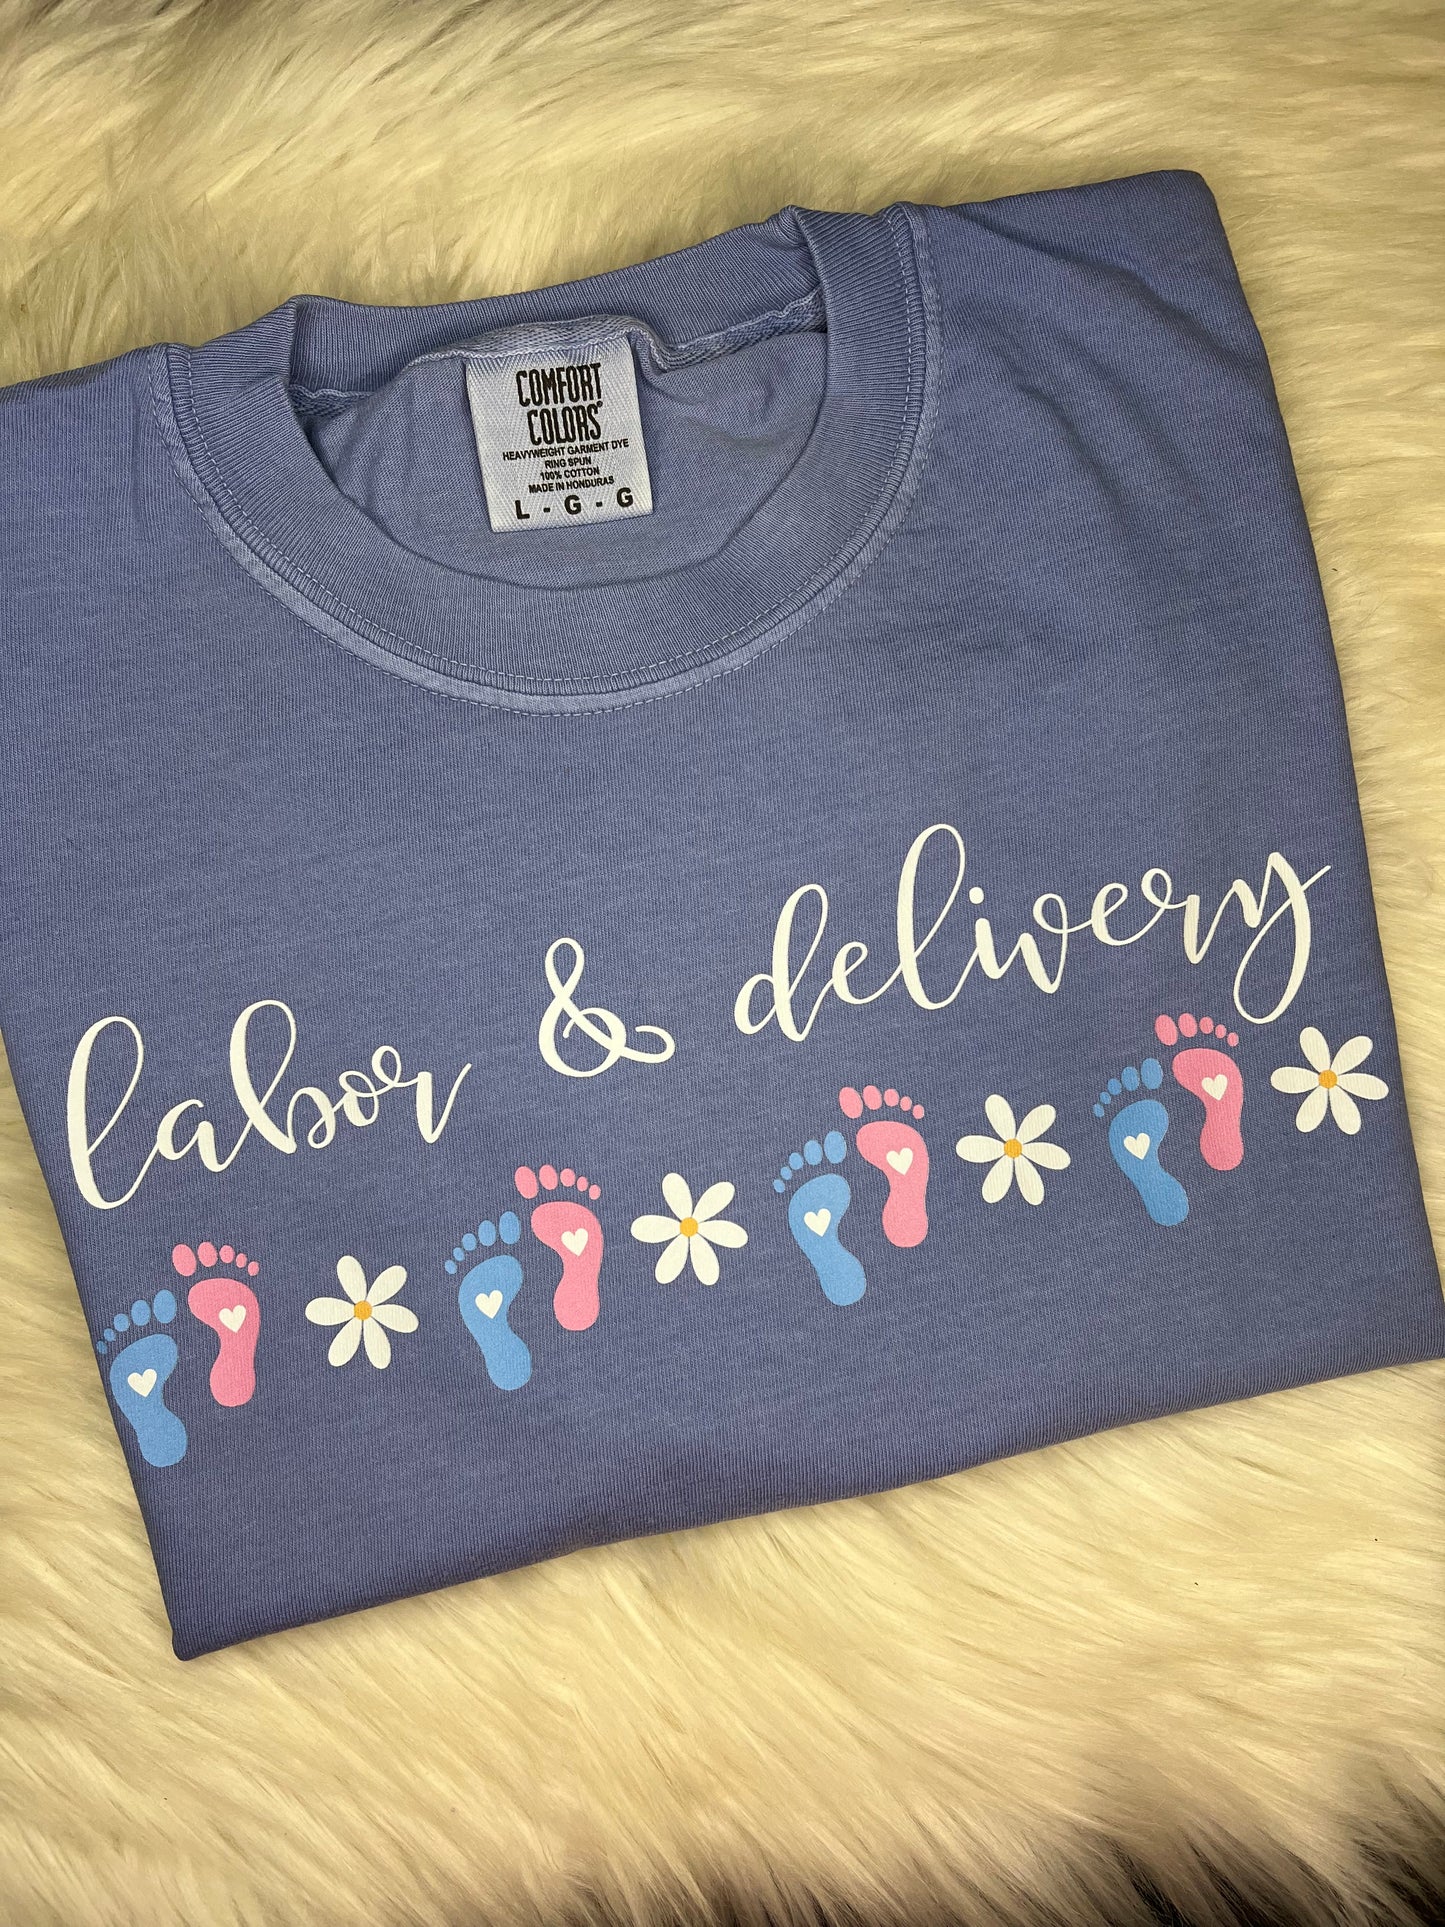 COMFORT
COLORS®
HEAVYWEIGHT GARMENT DYE
RING SPUN
100% COTTON
MADE IN HONDURAS
L - G - G
labor & delivery